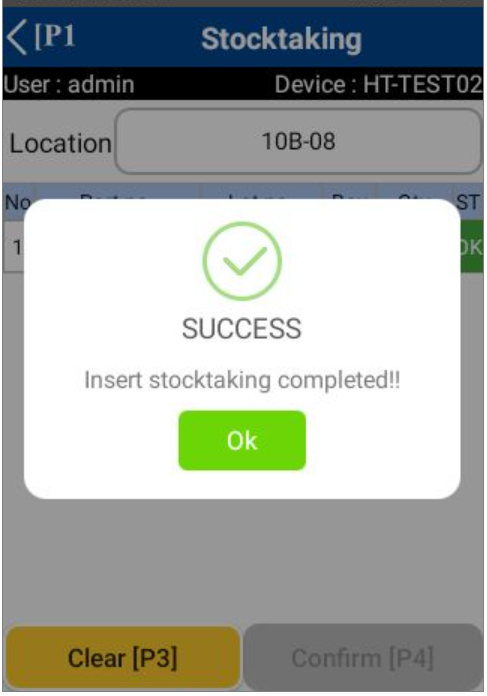 [P1 Stocktaking
User : admin Device : HT-TEST02
Location 10B-08
No ST
1 OK
SUCCESS
Insert stocktaking completed!!
Ok
Clear [P3] Confirm [P4]